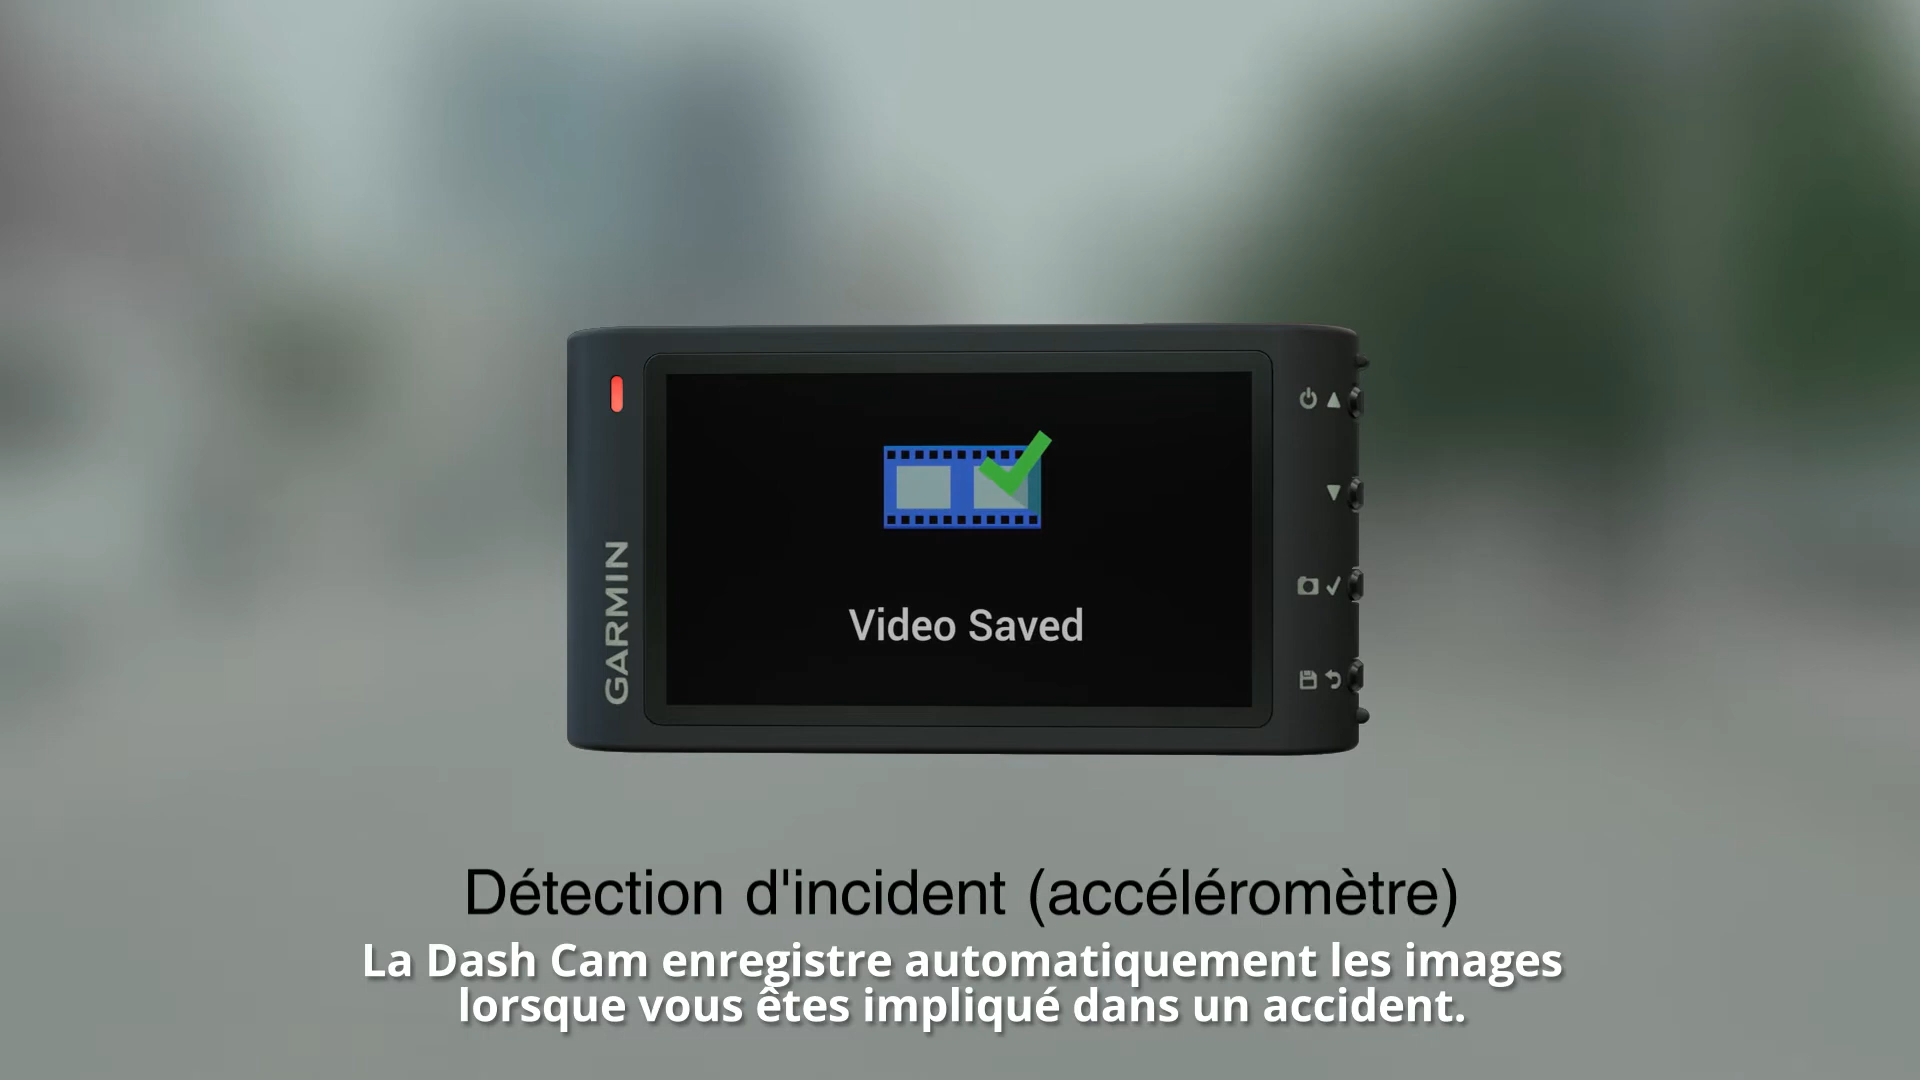 GARMIN
Video Saved
Détection d'incident (accéléromètre)
La Dash Cam enregistre automatiquement les images
lorsque vous êtes impliqué dans un accident.